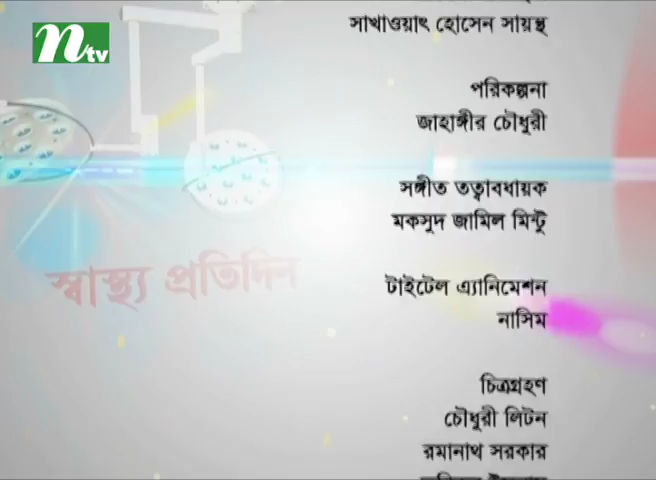 ntv
সাখাওয়াৎ হোসেন সায়ন্থ
পরিকল্পনা
জাহাঙ্গীর চৌধুরী
সঙ্গীত তত্বাবধায়ক
মকসুদ জামিল মিন্টু
স্বাস্থ্য প্রতিদিন
টাইটেল এ্যানিমেশন
নাসিম
চিত্রগ্রহণ
চৌধুরী লিটন
রমানাথ সরকার